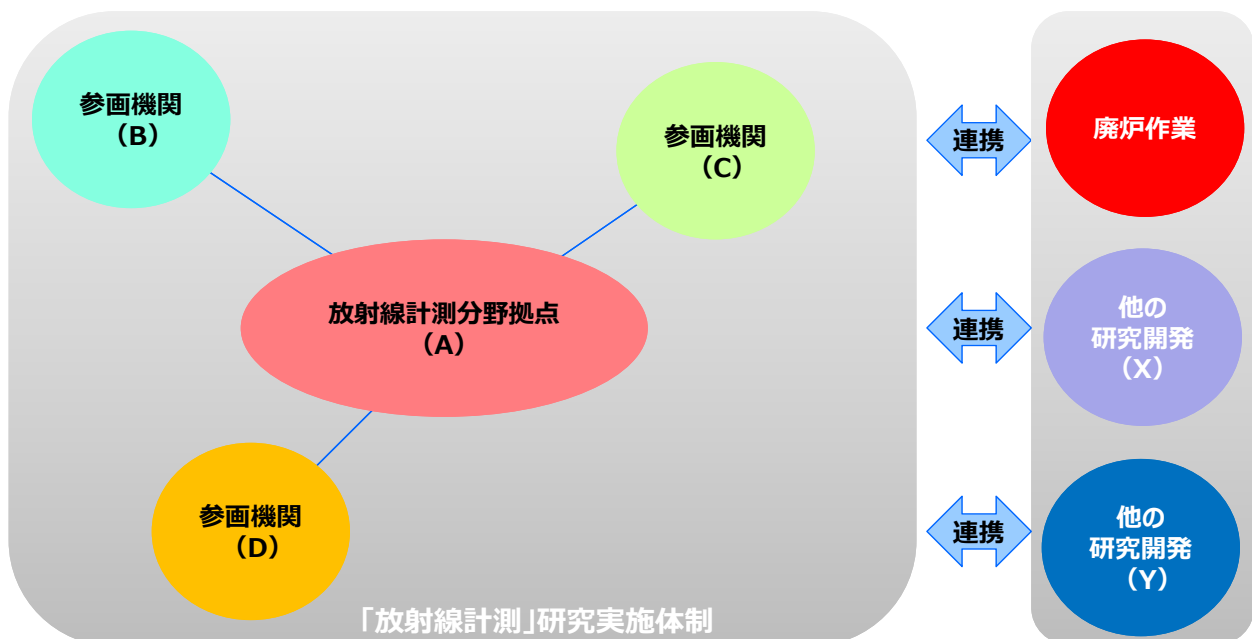 参画機関
（B）
参画機関
（C）
放射線計測分野拠点
（A）
参画機関
（D）
「放射線計測」研究実施体制
連携
連携
連携
廃炉作業
他の
研究開発
（X）
他の
研究開発
（Y）